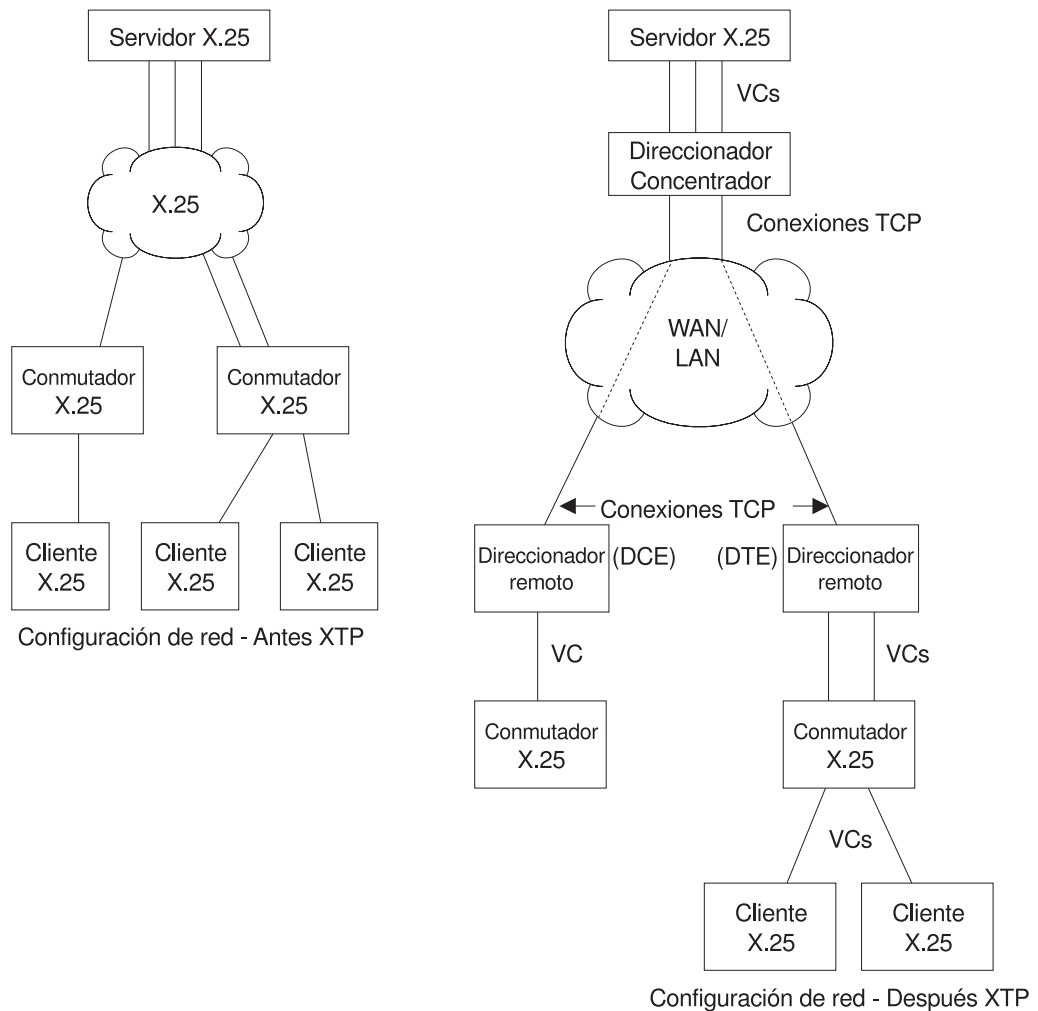 Servidor X.25
X.25
Conmutador
X.25
Conmutador
X.25
Cliente
X.25
Cliente
X.25
Cliente
X.25
Configuración de red - Antes XTP
Servidor X.25
VCs
Direccionador
Concentrador
Conexiones TCP
WAN/
LAN
Conexiones TCP
Direccionador
remoto
(DCE)
(DTE)
Direccionador
remoto
VC
VCs
Conmutador
X.25
Conmutador
X.25
VCs
Cliente
X.25
Cliente
X.25
Configuración de red - Después XTP